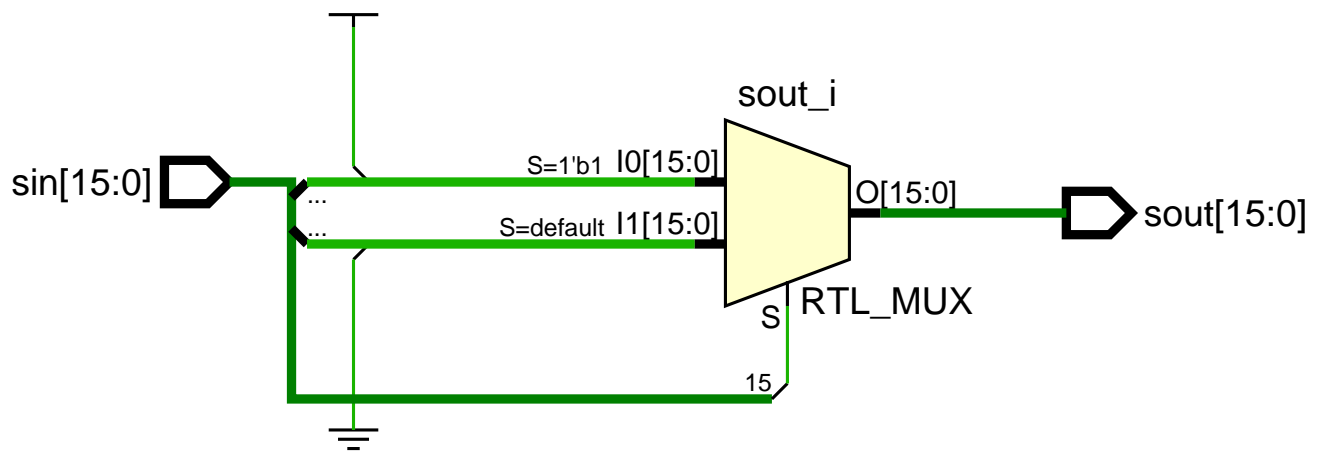 sout_i
S=1'b1 I0[15:0]
sin[15:0]
...
O[15:0]
...
S=default I1[15:0]
sout[15:0]
S
RTL_MUX
15